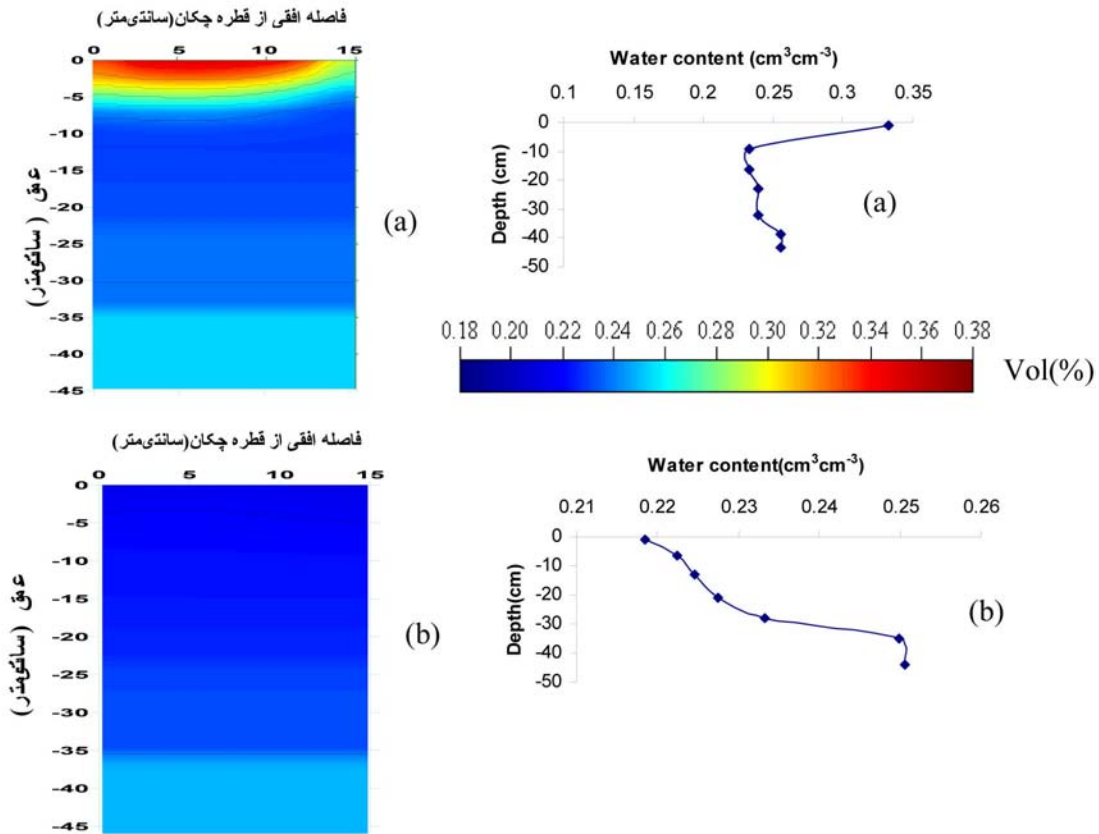 فاصله افقی از قطره چکان(سانتی‌متر)
0 5 10 15
0
-5
-10
-15
-20
-25
-30
-35
-40
-45
عمق (سانتی‌متر)
(a)
Water content (cm³cm⁻³)
0.1 0.15 0.2 0.25 0.3 0.35
0
-10
-20
-30
-40
-50
Depth (cm)
(a)
0.18 0.20 0.22 0.24 0.26 0.28 0.30 0.32 0.34 0.36 0.38
Vol(%)
فاصله افقی از قطره چکان(سانتی‌متر)
0 5 10 15
0
-5
-10
-15
-20
-25
-30
-35
-40
-45
عمق (سانتی‌متر)
(b)
Water content(cm³cm⁻³)
0.21 0.22 0.23 0.24 0.25 0.26
0
-10
-20
-30
-40
-50
Depth(cm)
(b)